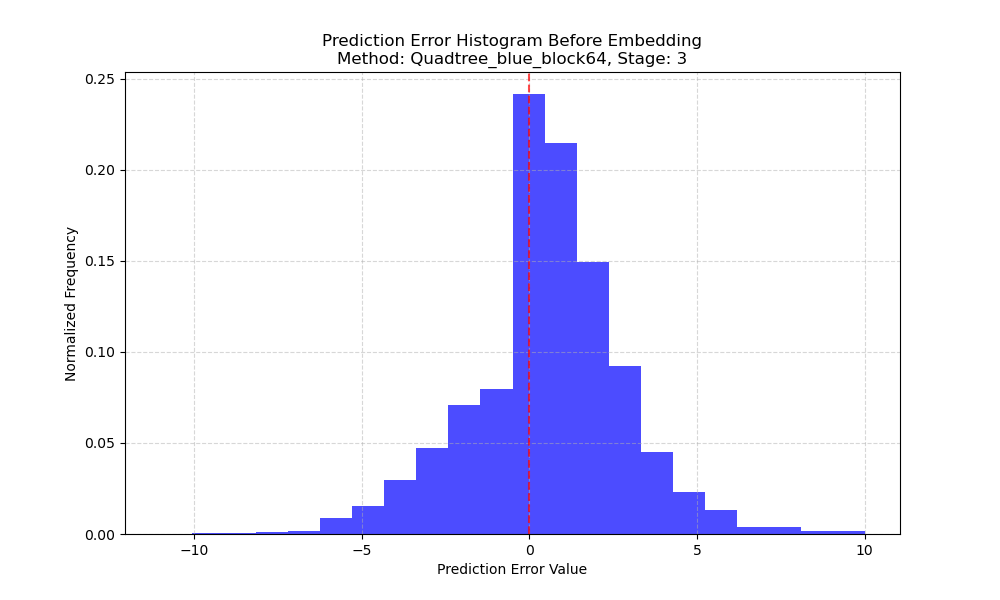 Prediction Error Histogram Before Embedding
Method: Quadtree_blue_block64, Stage: 3
Normalized Frequency
0.25
0.20
0.15
0.10
0.05
0.00
−10
−5
0
5
10
Prediction Error Value